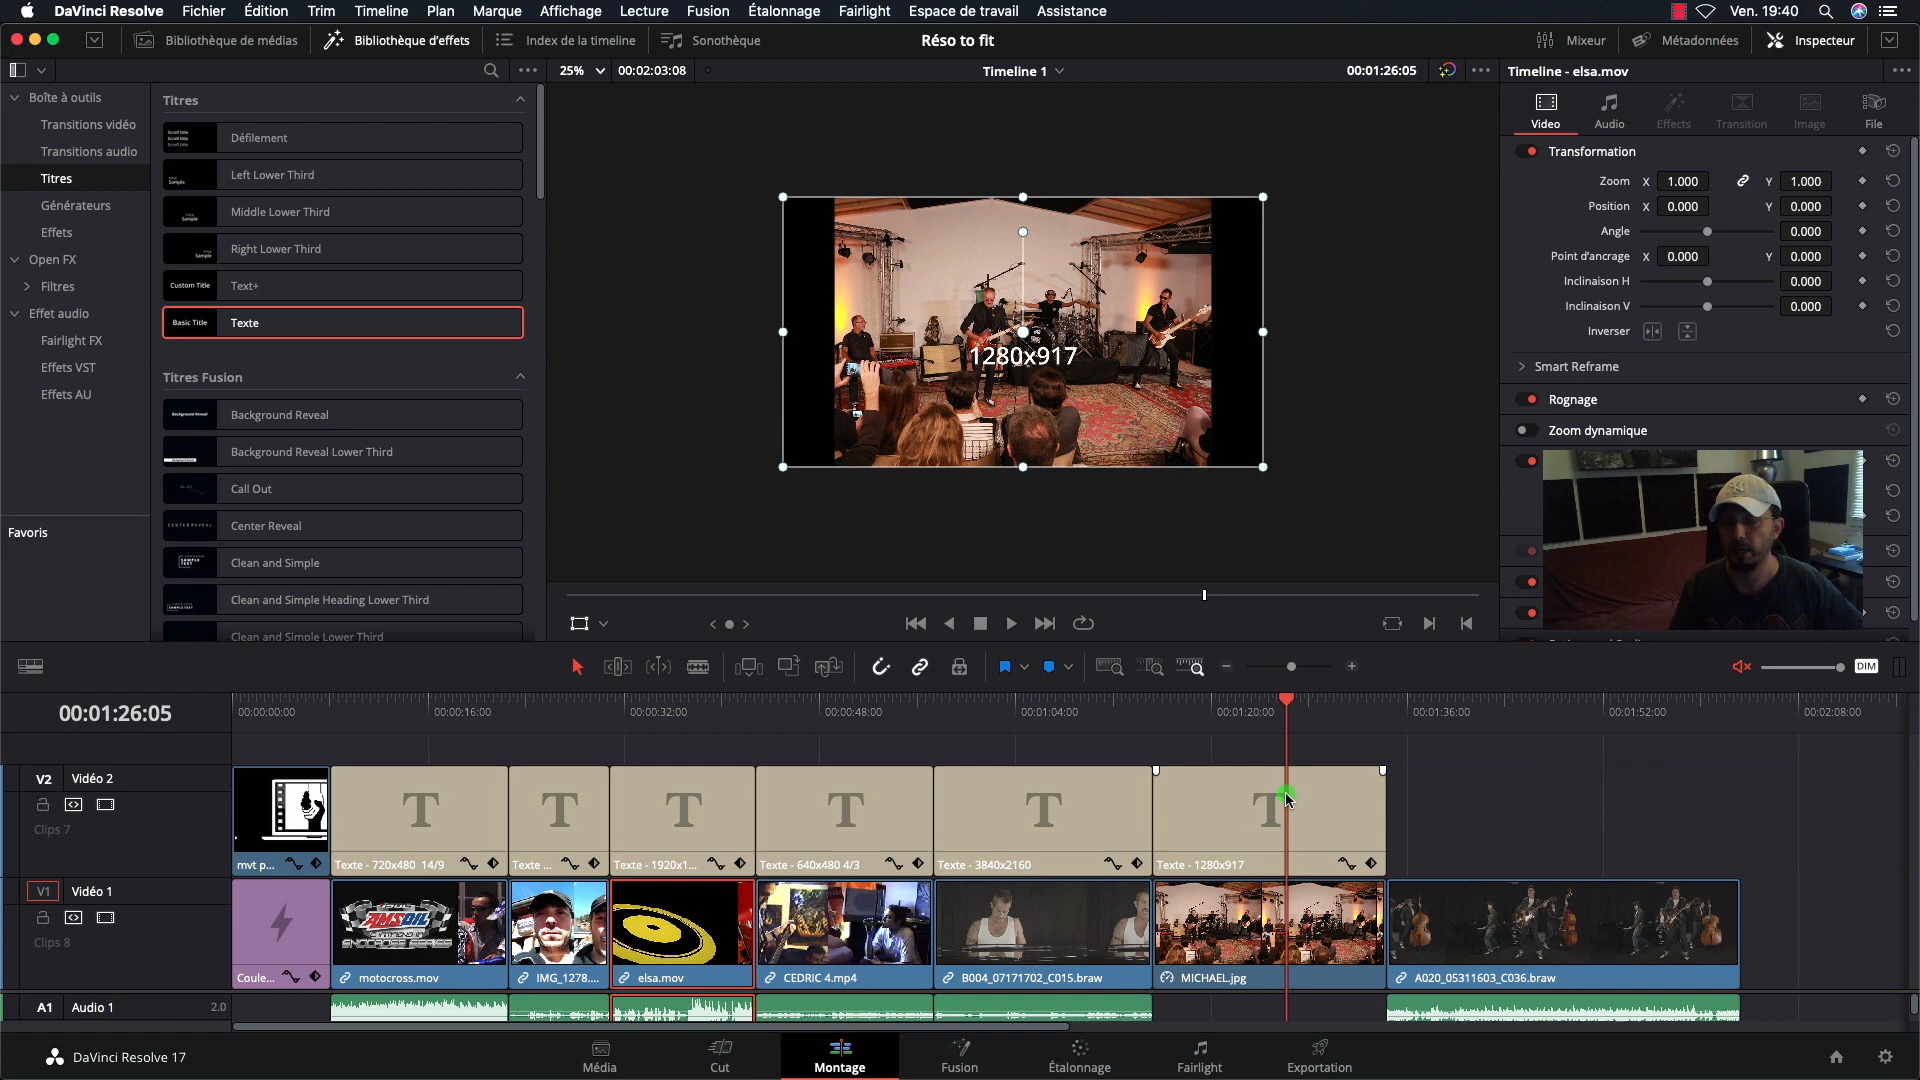 DaVinci Resolve Fichier Édition Trim Timeline Plan Marque Affichage Lecture Fusion Étalonnage Fairlight Espace de travail Assistance Ven. 19:40
Bibliothèque de médias Bibliothèque d'effets Index de la timeline Sonothèque Réso to fit Mixeur Métadonnées Inspecteur
25% 00:02:03:08 Timeline 1 00:01:26:05 Timeline - elsa.mov
Boîte à outils
Transitions vidéo
Transitions audio
Titres
Générateurs
Effets
Open FX
Filtres
Effet audio
Fairlight FX
Effets VST
Effets AU
Favoris
Titres
Défilement
Left Lower Third
Middle Lower Third
Right Lower Third
Custom Title Text+
Basic Title Texte
Titres Fusion
Background Reveal Background Reveal
Background Reveal Lower Third
Call Out
CENTER REVEAL Center Reveal
SAMPLE TEXT Clean and Simple
Clean and Simple Heading Lower Third
Clean and Simple Lower Third
1280x917
Video Audio Effects Transition Image File
Transformation
Zoom X 1.000 Y 1.000
Position X 0.000 Y 0.000
Angle 0.000
Point d'ancrage X 0.000 Y 0.000
Inclinaison H 0.000
Inclinaison V 0.000
Inverser
Smart Reframe
Rognage
Zoom dynamique
DIM
00:01:26:05
00:00:00:00 00:00:16:00 00:00:32:00 00:00:48:00 00:01:04:00 00:01:20:00 00:01:36:00 00:01:52:00 00:02:08:00
V2 Vidéo 2
Clips 7
T T T T T T
mvt p... Texte - 720x480 14/9 Texte ... Texte - 1920x1... Texte - 640x480 4/3 Texte - 3840x2160 Texte - 1280x917
V1 Vidéo 1
Clips 8
AMSOIL
Coule... motocross.mov IMG_1278.... elsa.mov CEDRIC 4.mp4 B004_07171702_C015.braw MICHAEL.jpg A020_05311603_C036.braw
A1 Audio 1 2.0
DaVinci Resolve 17 Média Cut Montage Fusion Étalonnage Fairlight Exportation